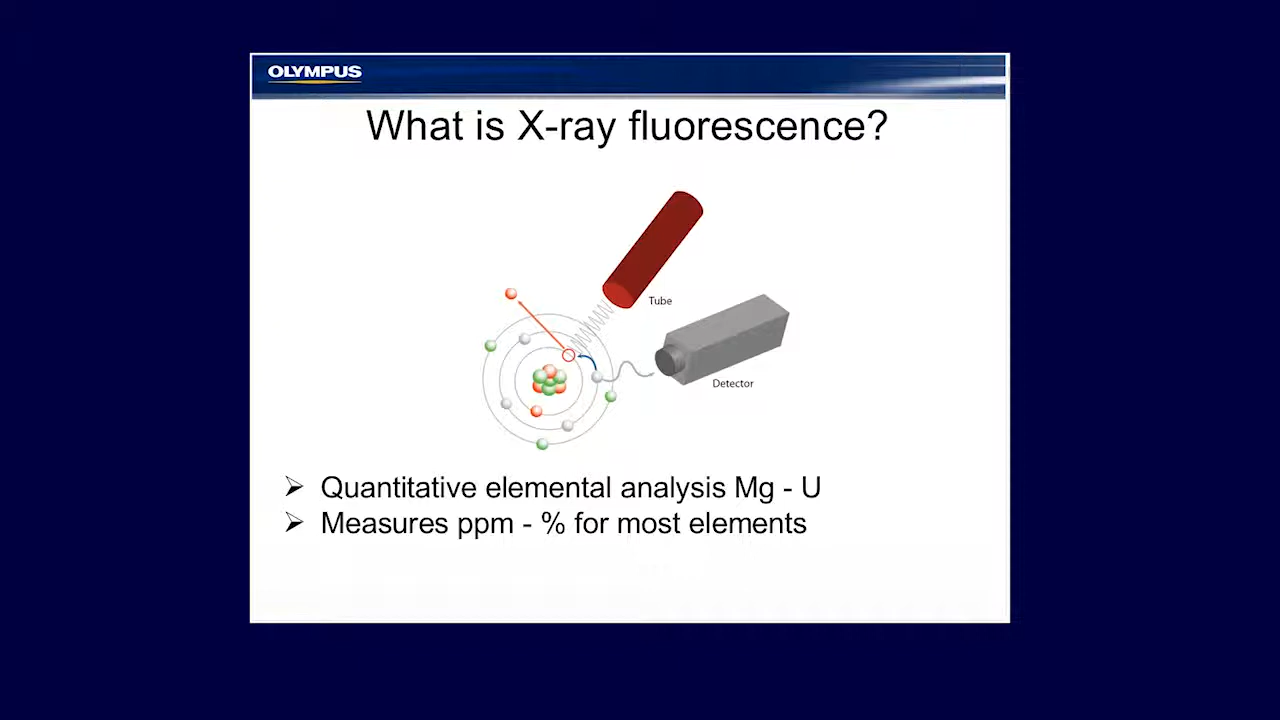 OLYMPUS
What is X-ray fluorescence?
Tube
Detector
➢ Quantitative elemental analysis Mg - U
➢ Measures ppm - % for most elements